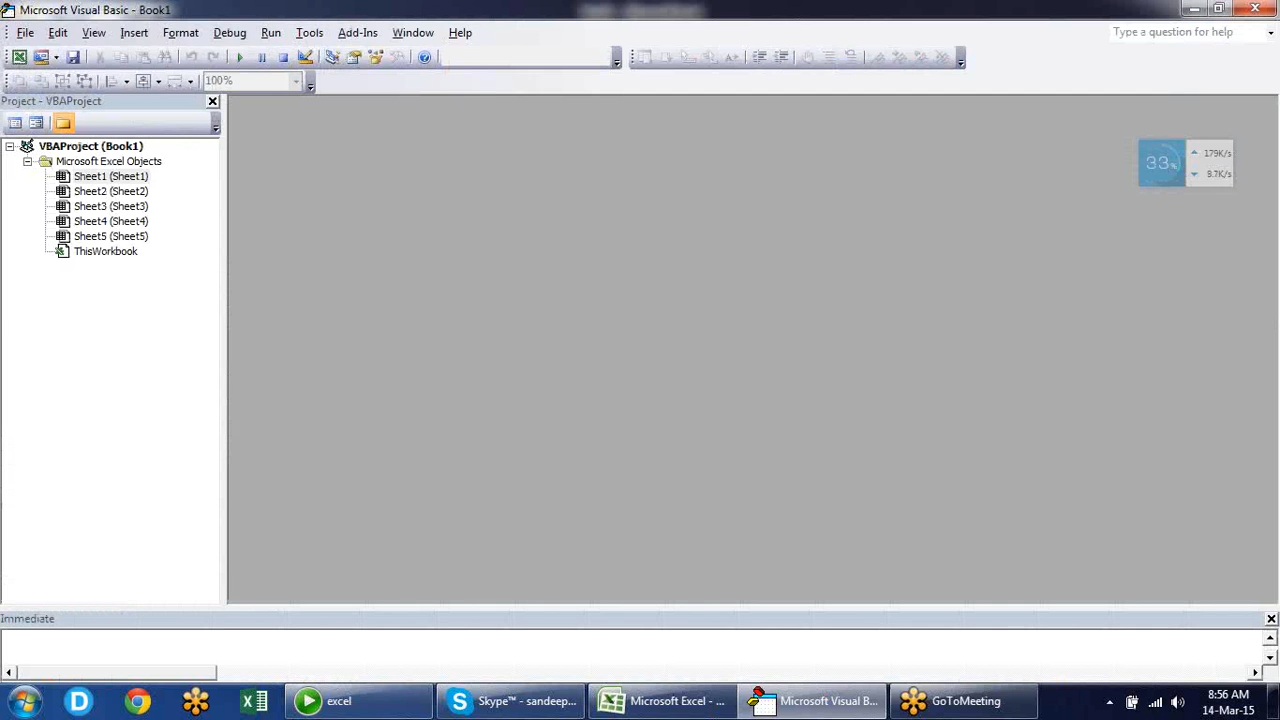 Microsoft Visual Basic - Book1
File Edit View Insert Format Debug Run Tools Add-Ins Window Help
Type a question for help
100%
Project - VBAProject
VBAProject (Book1)
Microsoft Excel Objects
Sheet1 (Sheet1)
Sheet2 (Sheet2)
Sheet3 (Sheet3)
Sheet4 (Sheet4)
Sheet5 (Sheet5)
ThisWorkbook
33%
179K/s
9.7K/s
Immediate
excel
Skype™ - sandeep...
Microsoft Excel - ...
Microsoft Visual B...
GoToMeeting
8:56 AM
14-Mar-15